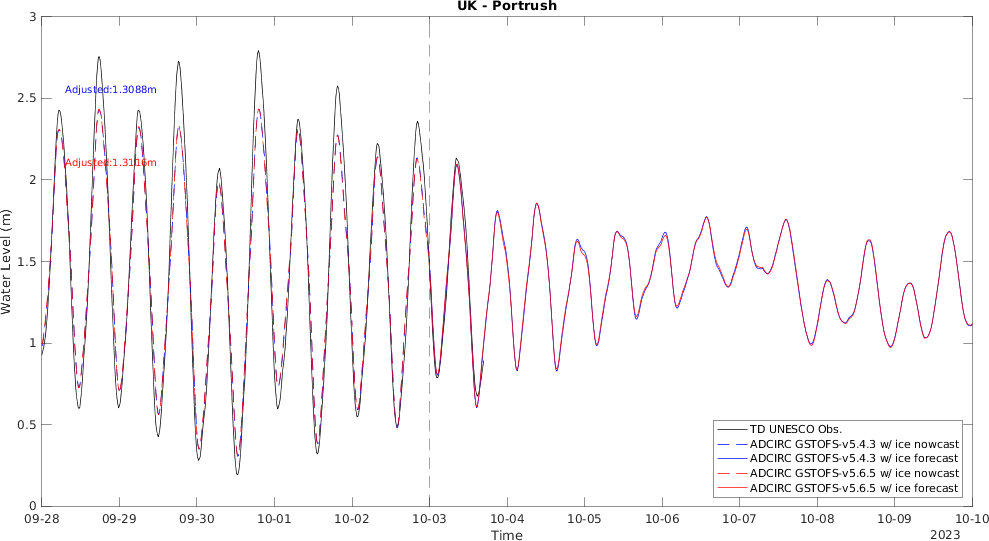 UK - Portrush
3
2.5
2
1.5
1
0.5
0
Water Level (m)
Adjusted:1.3088m
Adjusted:1.3116m
TD UNESCO Obs.
ADCIRC GSTOFS-v5.4.3 w/ ice nowcast
ADCIRC GSTOFS-v5.4.3 w/ ice forecast
ADCIRC GSTOFS-v5.6.5 w/ ice nowcast
ADCIRC GSTOFS-v5.6.5 w/ ice forecast
09-28 09-29 09-30 10-01 10-02 10-03 10-04 10-05 10-06 10-07 10-08 10-09 10-10
Time
2023